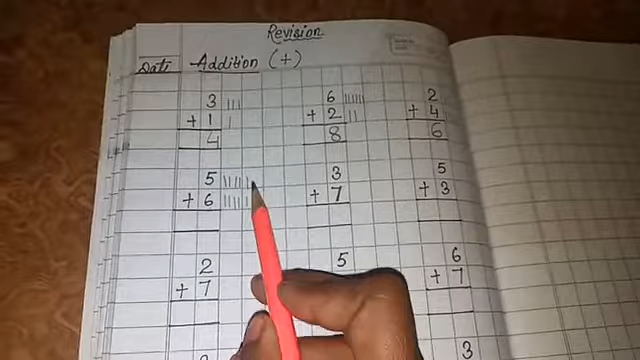 Revision
Date Addition (+)
3 6 2
+ 1 + 2 + 4
4 8 6
5 3 5
+ 6 + 7 + 3
2 5 6
+ 7 + 7
3